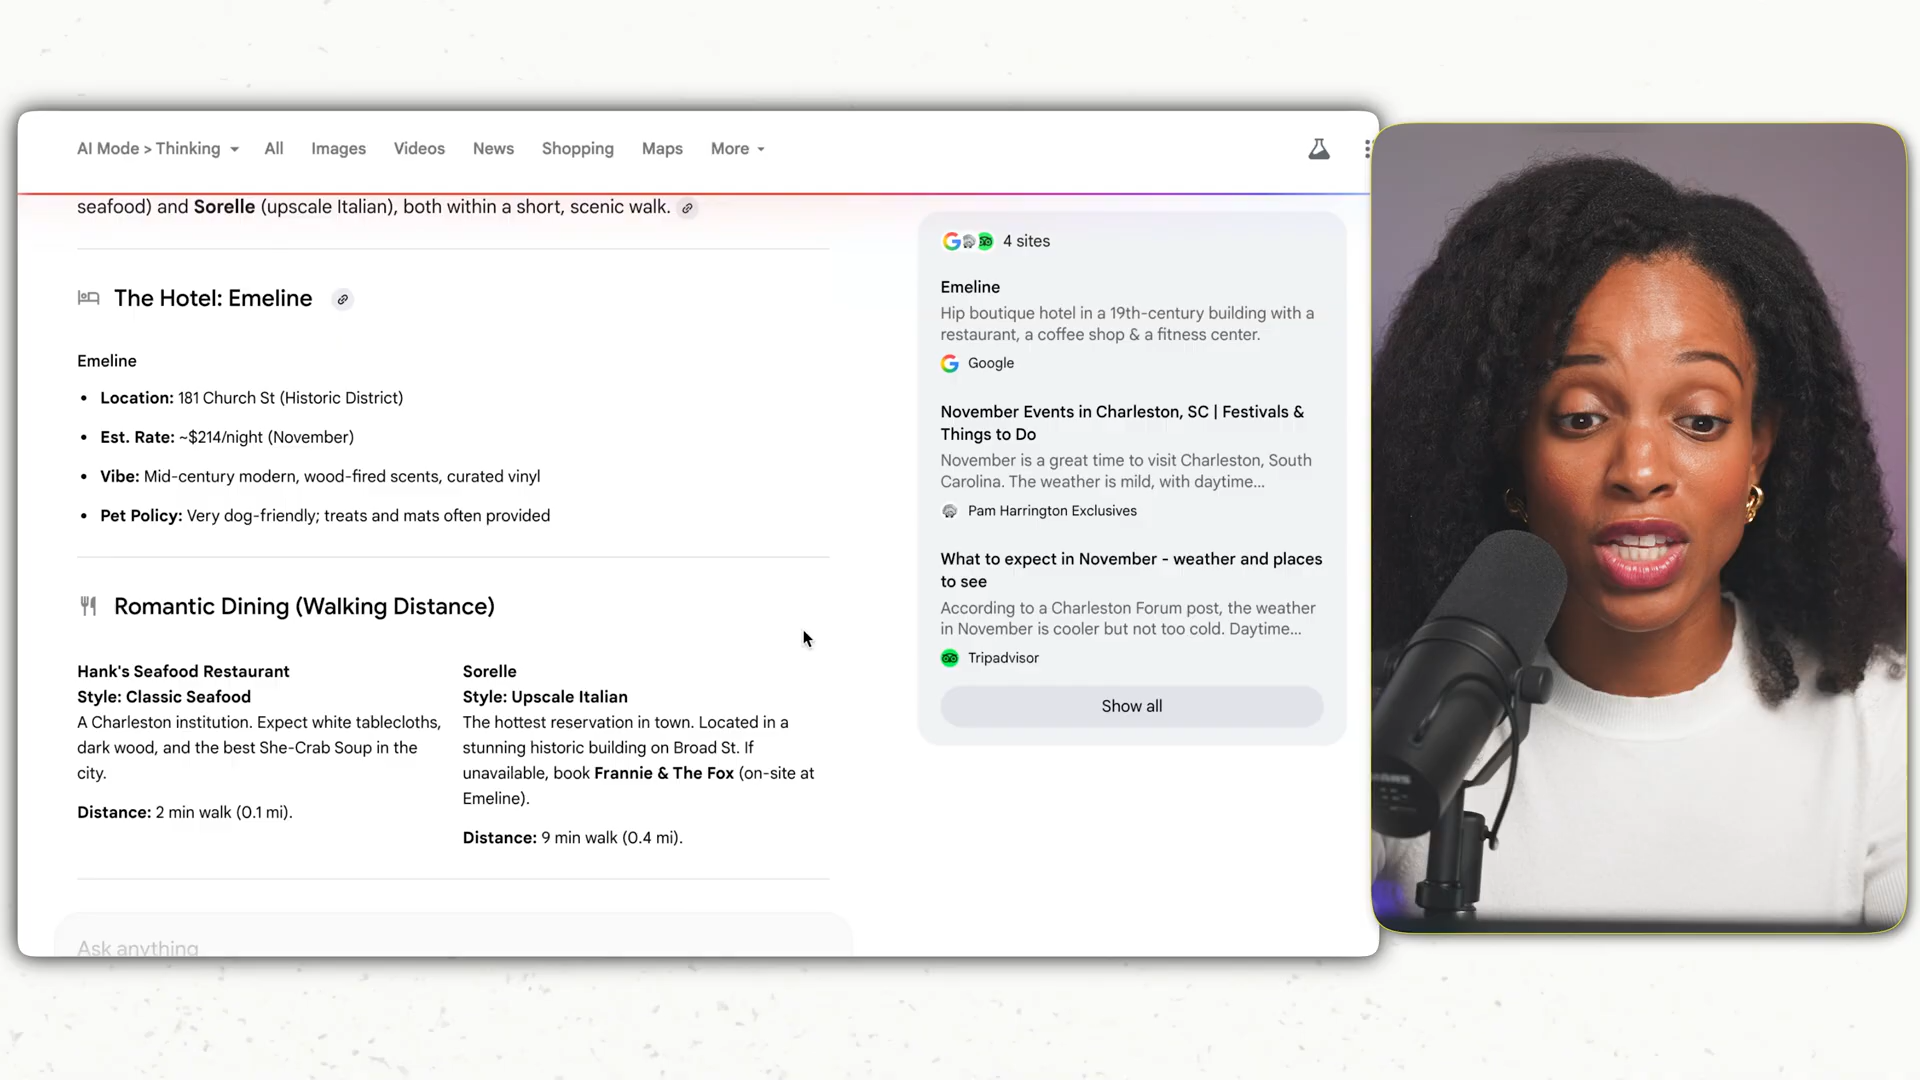 AI Mode > Thinking All Images Videos News Shopping Maps More
seafood) and Sorelle (upscale Italian), both within a short, scenic walk.
The Hotel: Emeline
Emeline
• Location: 181 Church St (Historic District)
• Est. Rate: ~$214/night (November)
• Vibe: Mid-century modern, wood-fired scents, curated vinyl
• Pet Policy: Very dog-friendly; treats and mats often provided
Romantic Dining (Walking Distance)
Hank's Seafood Restaurant
Style: Classic Seafood
A Charleston institution. Expect white tablecloths,
dark wood, and the best She-Crab Soup in the
city.
Distance: 2 min walk (0.1 mi).
Sorelle
Style: Upscale Italian
The hottest reservation in town. Located in a
stunning historic building on Broad St. If
unavailable, book Frannie & The Fox (on-site at
Emeline).
Distance: 9 min walk (0.4 mi).
Ask anything
4 sites
Emeline
Hip boutique hotel in a 19th-century building with a
restaurant, a coffee shop & a fitness center.
Google
November Events in Charleston, SC | Festivals &
Things to Do
November is a great time to visit Charleston, South
Carolina. The weather is mild, with daytime...
Pam Harrington Exclusives
What to expect in November - weather and places
to see
According to a Charleston Forum post, the weather
in November is cooler but not too cold. Daytime...
Tripadvisor
Show all